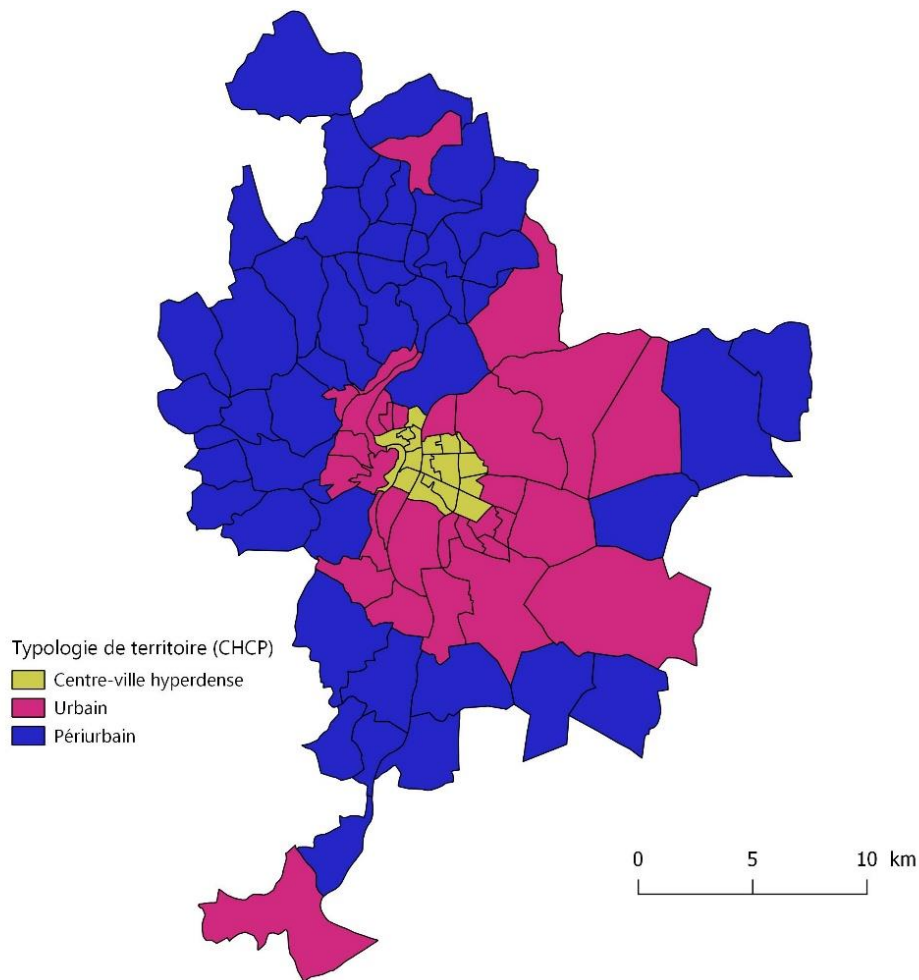 Typologie de territoire (CHCP)
Centre-ville hyperdense
Urbain
Périurbain
0 5 10 km